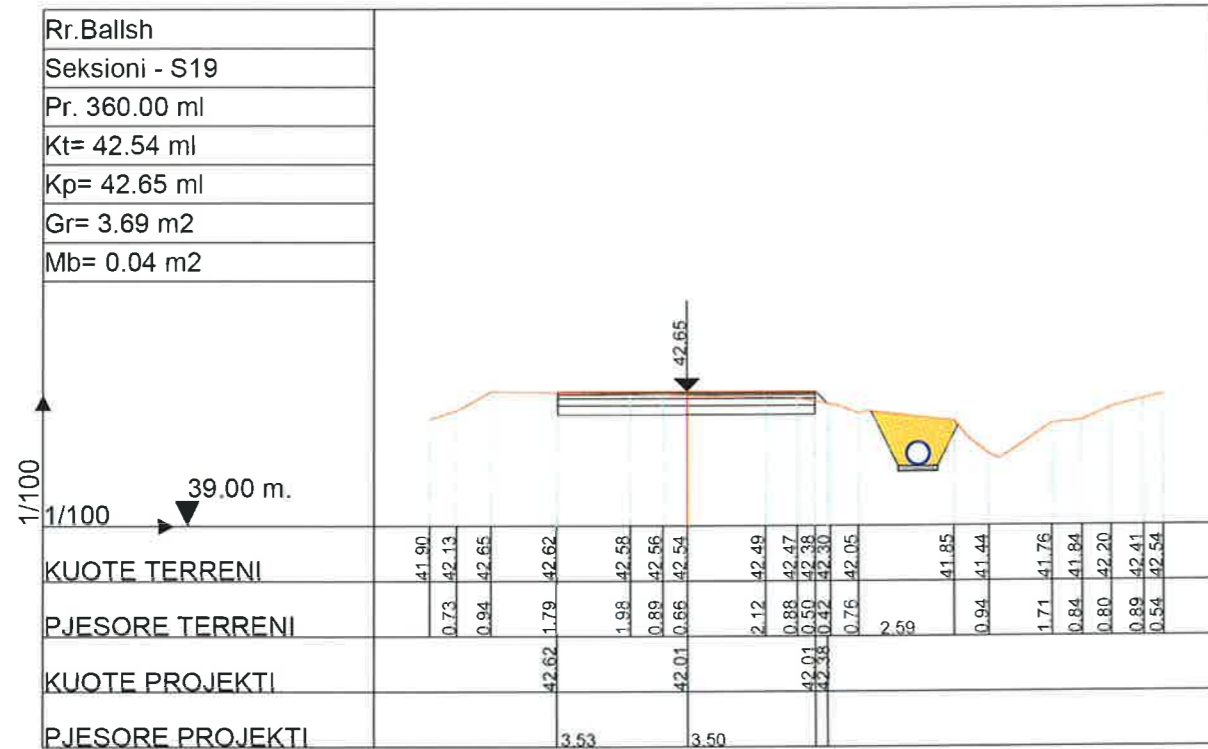 Rr.Ballsh
Seksioni - S19
Pr. 360.00 ml
Kt= 42.54 ml
Kp= 42.65 ml
Gr= 3.69 m2
Mb= 0.04 m2
42.65
1/100
39.00 m.
1/100
KUOTE TERRENI 41.90 42.13 42.65 42.62 42.58 42.56 42.54 42.49 42.47 42.38 42.30 42.05 41.85 41.44 41.76 41.84 42.20 42.41 42.54
PJESORE TERRENI 0.73 0.94 1.79 1.98 0.89 0.66 2.12 0.88 0.50 0.42 0.76 2.59 0.94 1.71 0.84 0.80 0.89 0.54
KUOTE PROJEKTI 42.62 42.01 42.01 42.38
PJESORE PROJEKTI 3.53 3.50